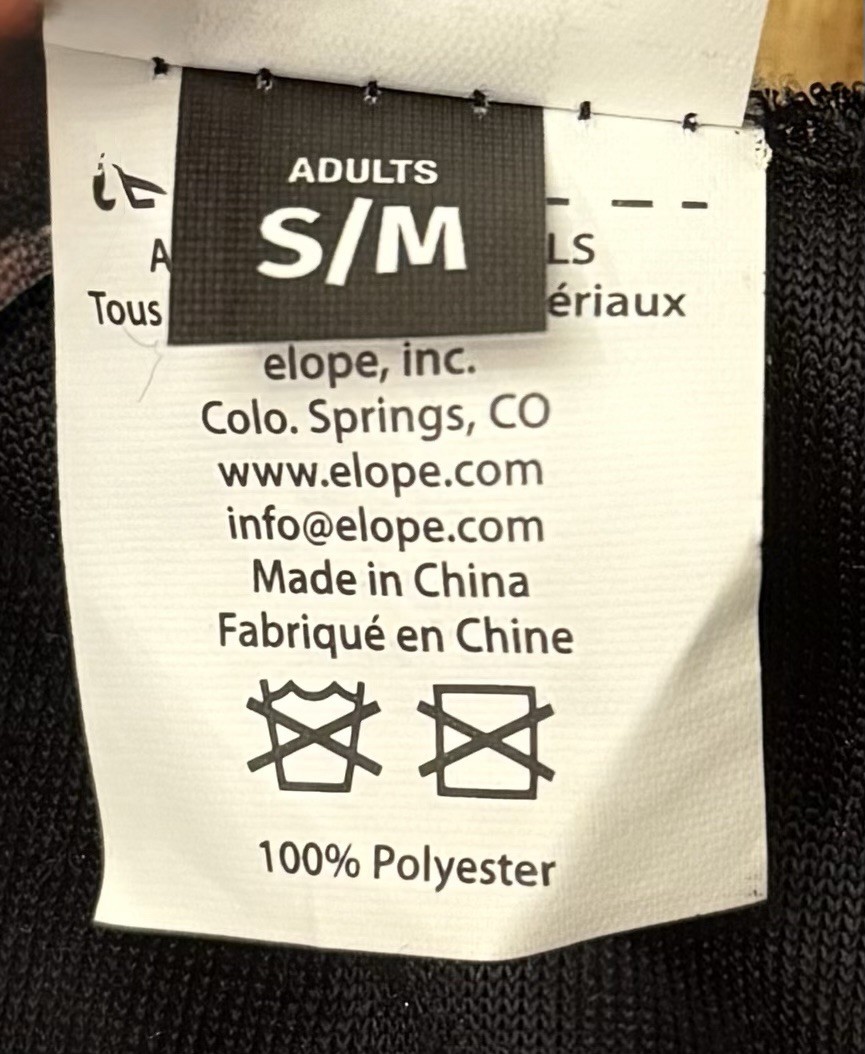 ADULTS
S/M
LS
Tous ériaux
elope, inc.
Colo. Springs, CO
www.elope.com
info@elope.com
Made in China
Fabriqué en Chine
100% Polyester